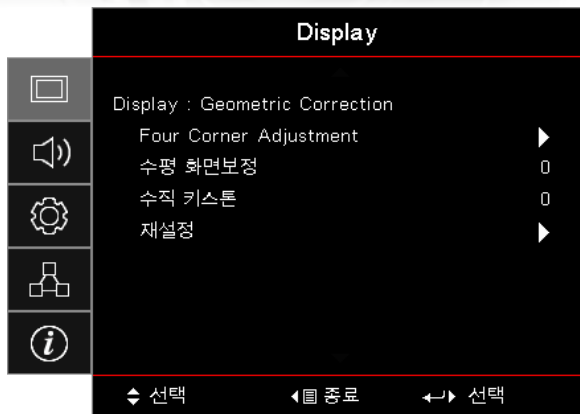 Display
Display : Geometric Correction
Four Corner Adjustment
수평 화면보정 0
수직 키스톤 0
재설정
선택 종료 선택